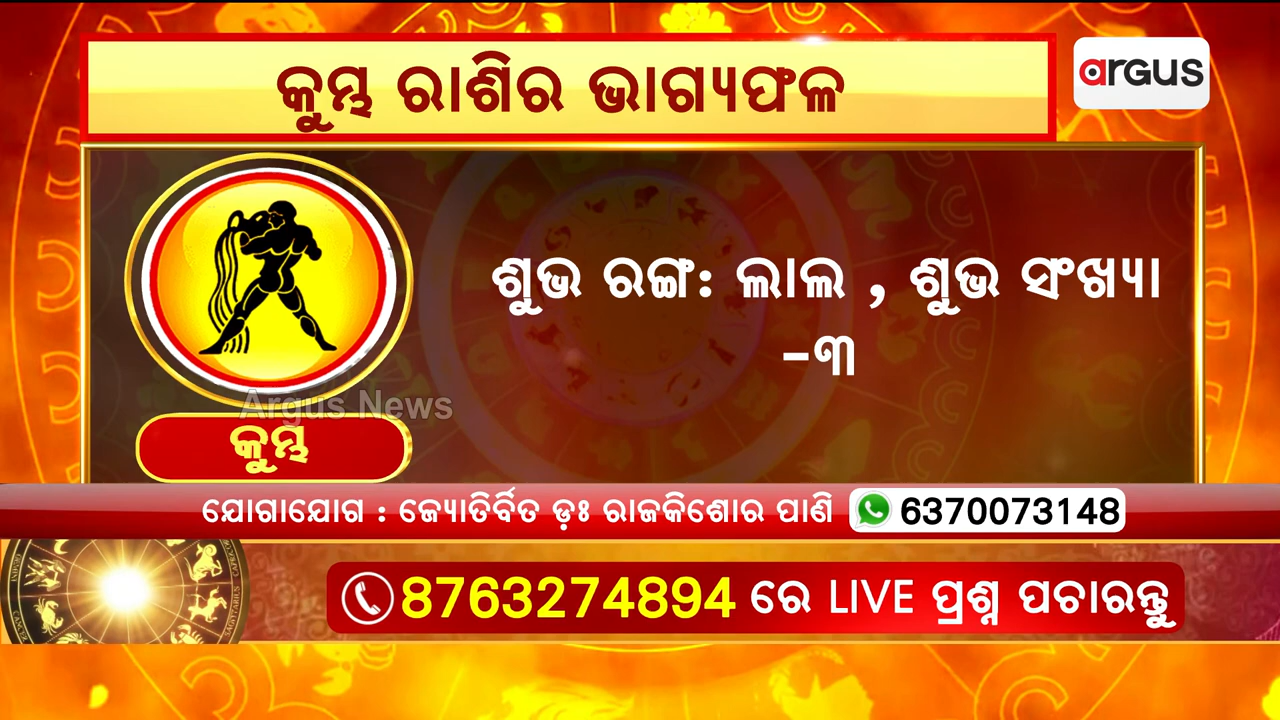 କୁମ୍ଭ ରାଶିର ଭାଗ୍ୟଫଳ
argus
ଶୁଭ ରଙ୍ଗ: ଲାଲ , ଶୁଭ ସଂଖ୍ୟା
-୩
Argus News
କୁମ୍ଭ
ଯୋଗାଯୋଗ : ଜ୍ୟୋତିର୍ବିତ ଡ଼ଃ ରାଜକିଶୋର ପାଣି 6370073148
8763274894 ରେ LIVE ପ୍ରଶ୍ନ ପଚାରନ୍ତୁ